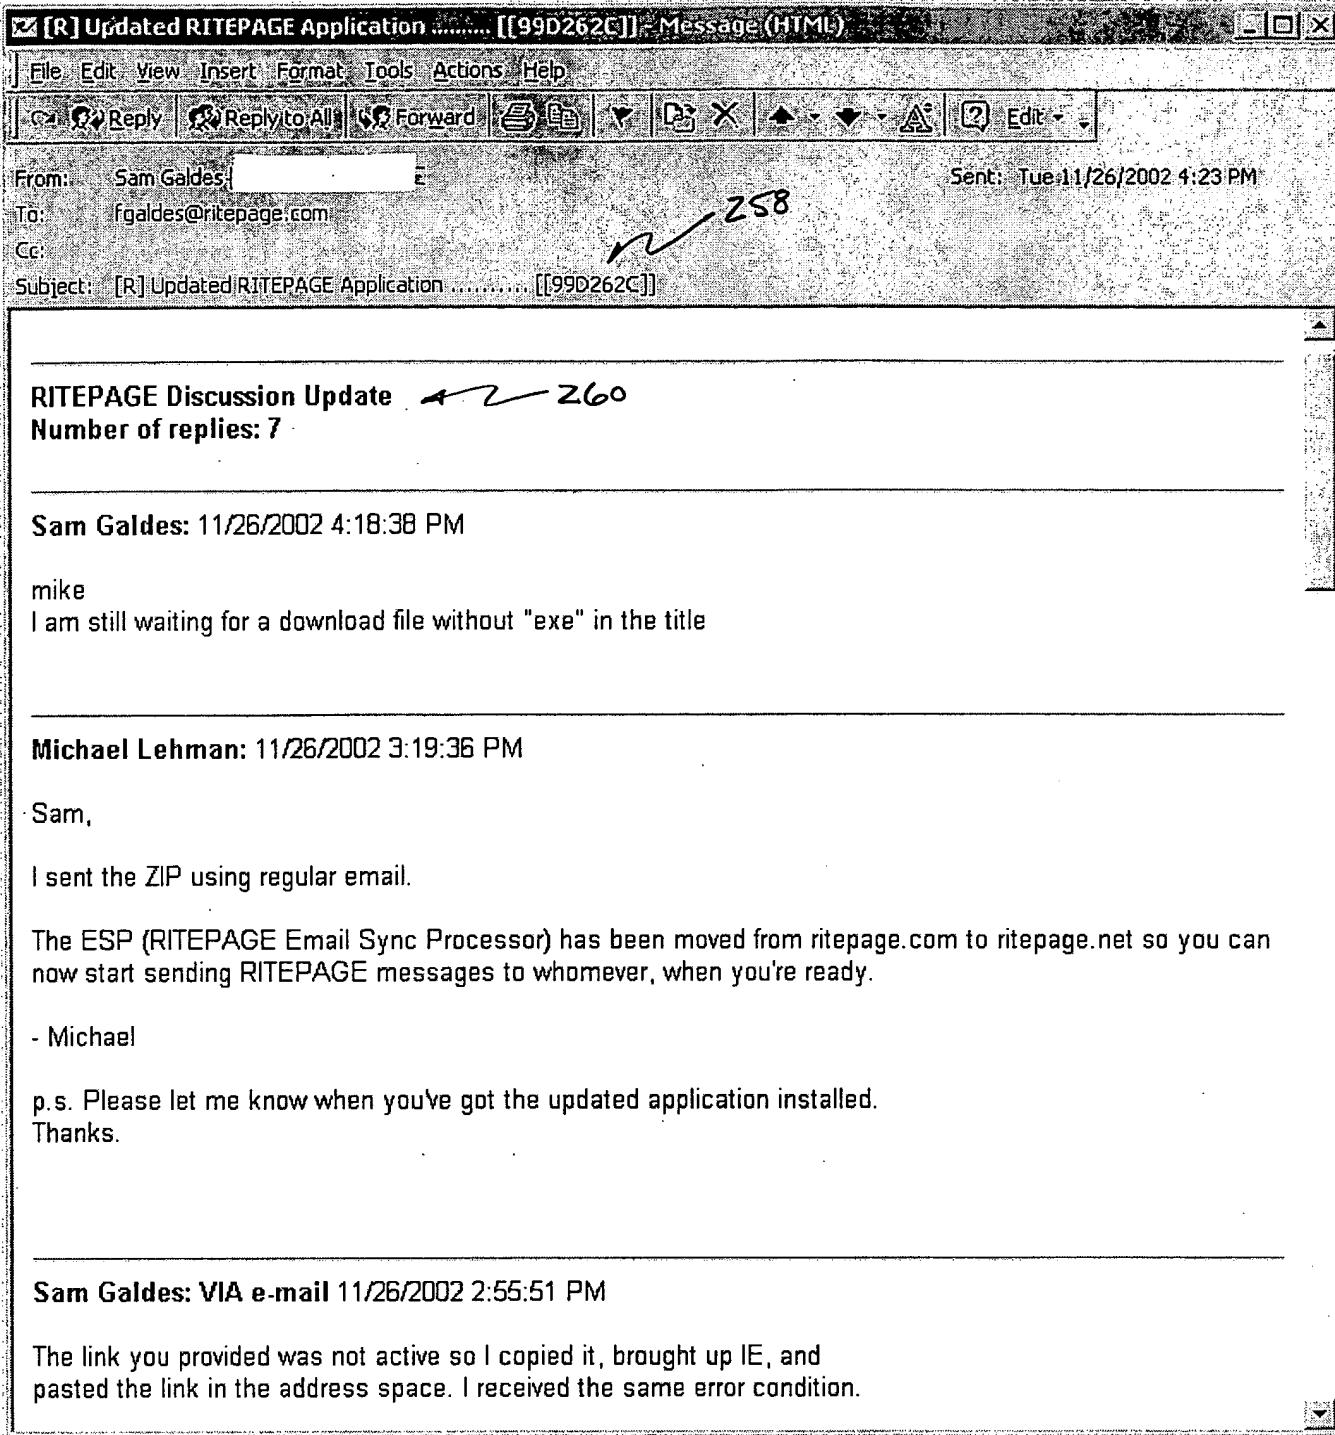 [R] Updated RITEPAGE Application ......... [[99D262C]] - Message (HTML)
File Edit View Insert Format Tools Actions Help
Reply Reply to All Forward Edit
From: Sam Galdes Sent: Tue 11/26/2002 4:23 PM
To: fgaldes@ritepage.com
258
Cc:
Subject: [R] Updated RITEPAGE Application .......... [[99D262C]]
RITEPAGE Discussion Update 260
Number of replies: 7
Sam Galdes: 11/26/2002 4:18:38 PM
mike
I am still waiting for a download file without "exe" in the title
Michael Lehman: 11/26/2002 3:19:36 PM
Sam,
I sent the ZIP using regular email.
The ESP (RITEPAGE Email Sync Processor) has been moved from ritepage.com to ritepage.net so you can
now start sending RITEPAGE messages to whomever, when you're ready.
- Michael
p.s. Please let me know when you've got the updated application installed.
Thanks.
Sam Galdes: VIA e-mail 11/26/2002 2:55:51 PM
The link you provided was not active so I copied it, brought up IE, and
pasted the link in the address space. I received the same error condition.